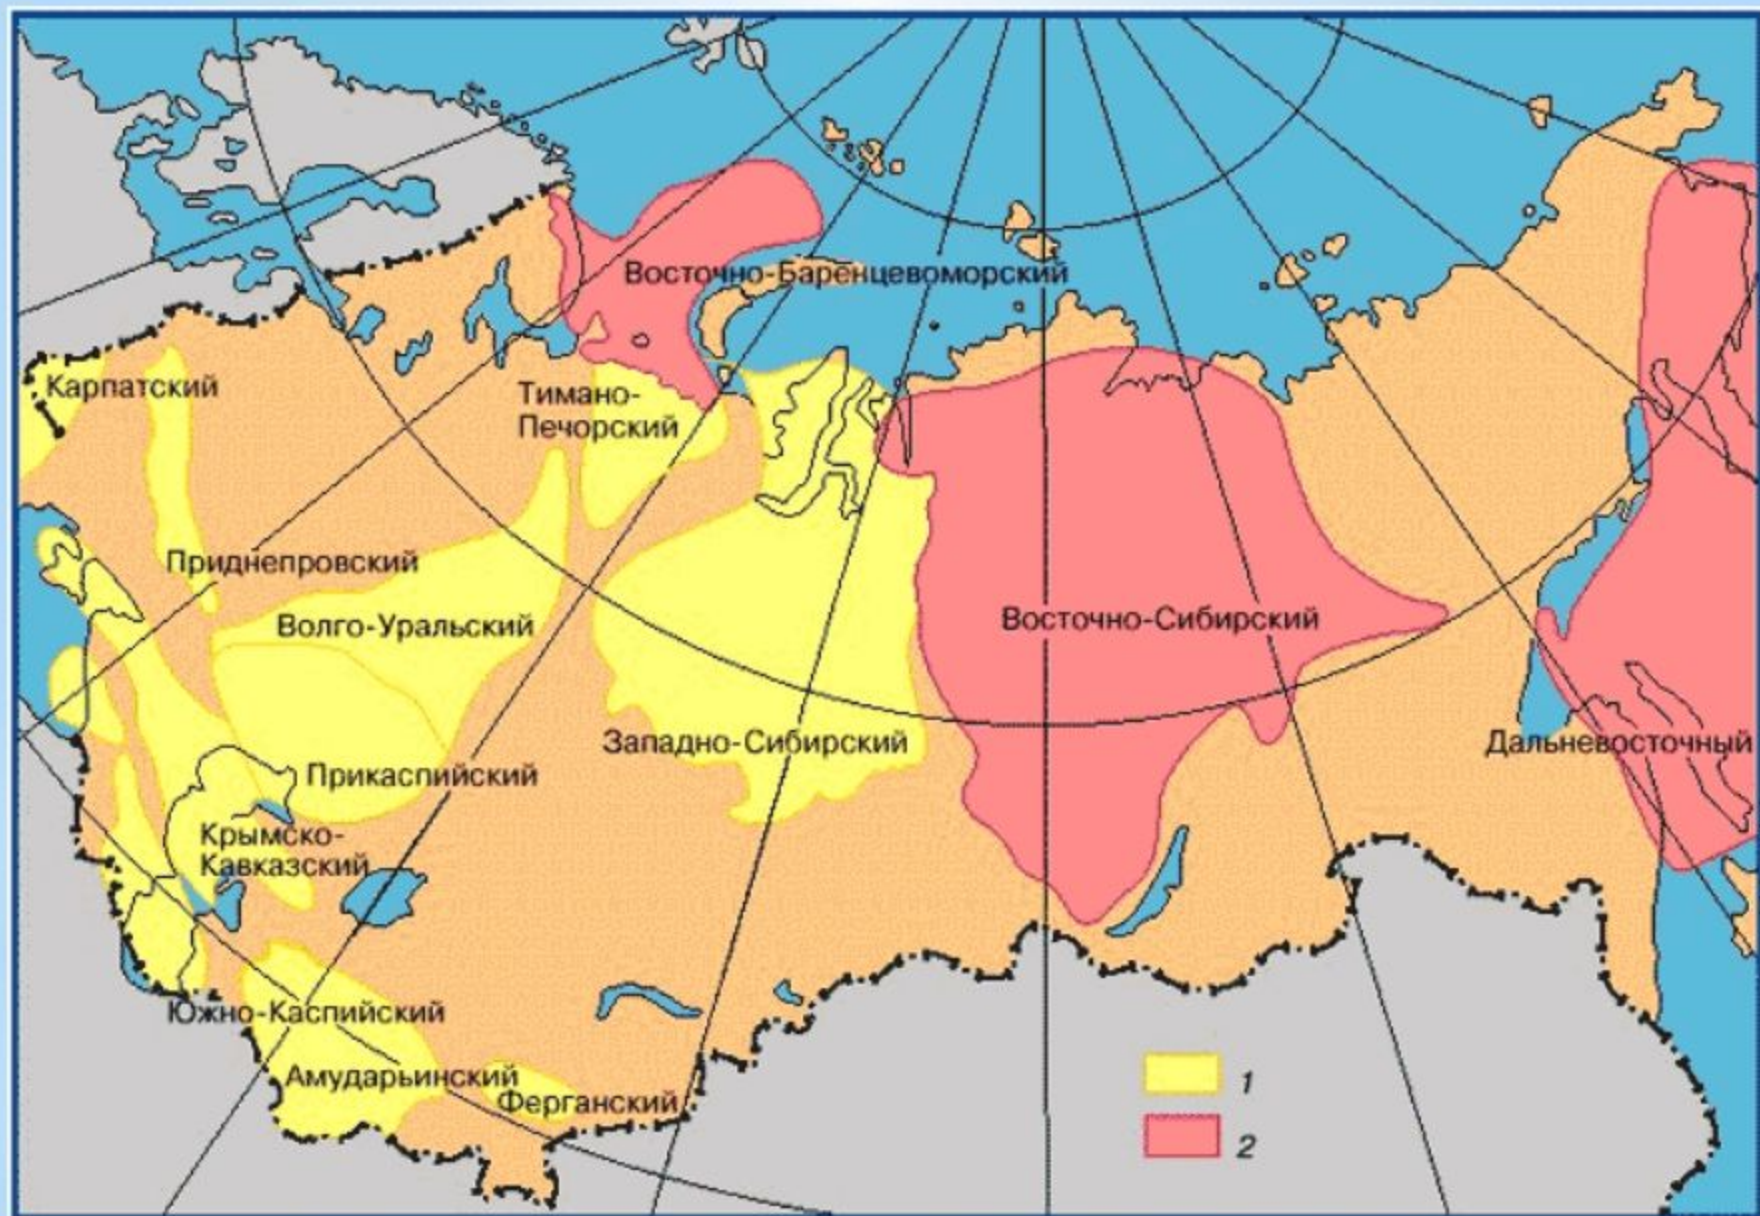 Восточно-Баренцевоморский
Карпатский
Тимано-
Печорский
Приднепровский
Волго-Уральский
Восточно-Сибирский
Западно-Сибирский
Дальневосточный
Прикаспийский
Крымско-
Кавказский
Южно-Каспийский
Амударьинский
Ферганский
1
2